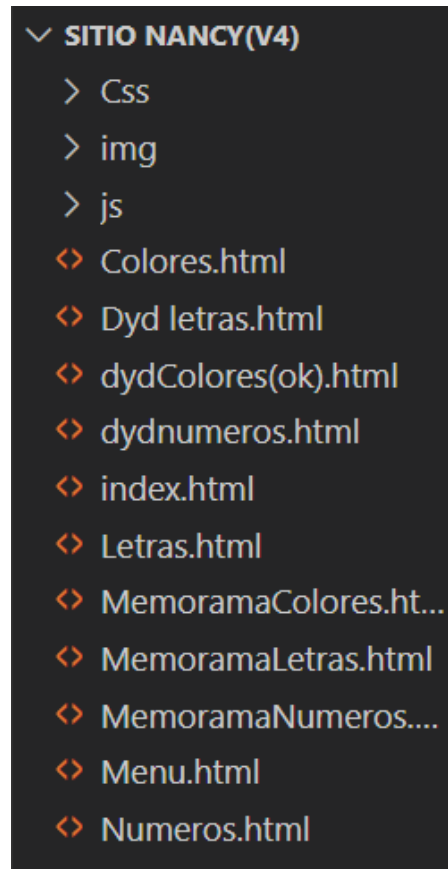 SITIO NANCY(V4)
Css
img
js
Colores.html
Dyd letras.html
dydColores(ok).html
dydnumeros.html
index.html
Letras.html
MemoramaColores.ht...
MemoramaLetras.html
MemoramaNumeros....
Menu.html
Numeros.html